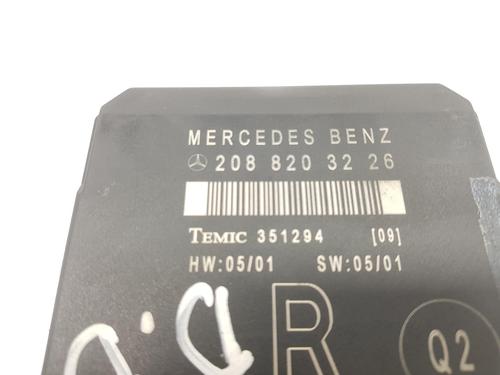 MERCEDES BENZ
208 820 32 26
TEMIC 351294 [09]
HW:05/01 SW:05/01
R
Q2